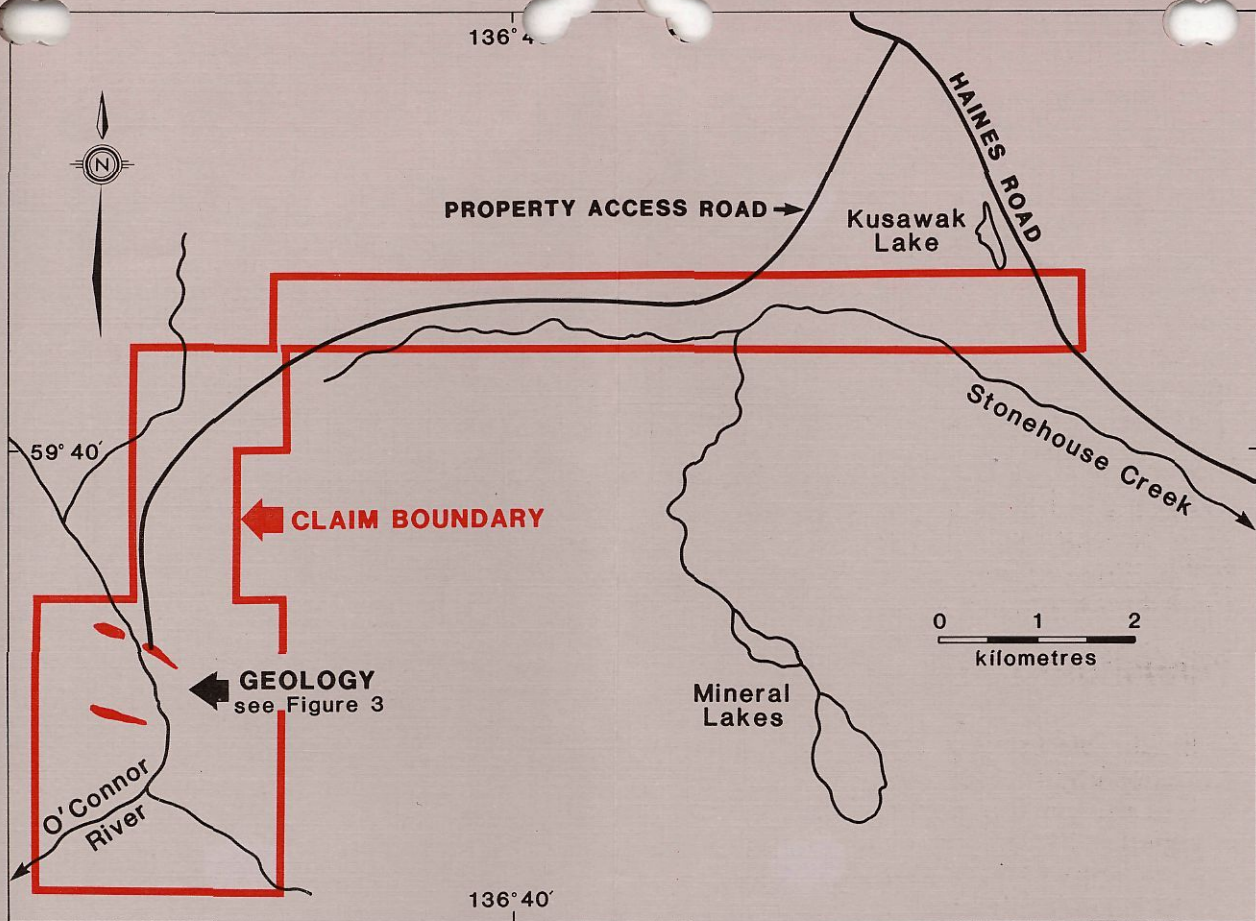 136°4
N
HAINES ROAD
PROPERTY ACCESS ROAD
Kusawak
Lake
59° 40′
Stonehouse Creek
CLAIM BOUNDARY
0 1 2
kilometres
GEOLOGY
see Figure 3
Mineral
Lakes
O'Connor
River
136°40′